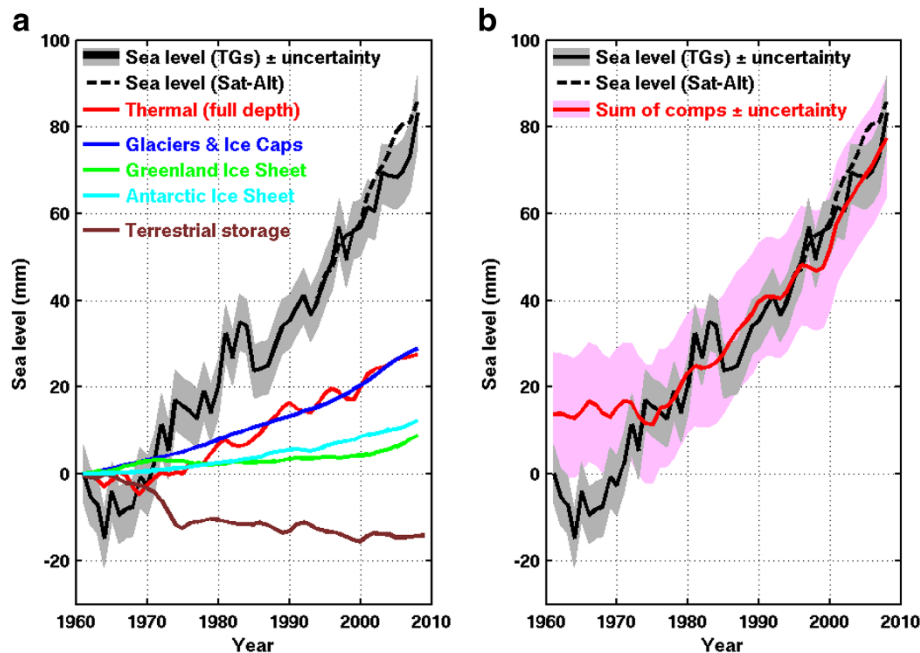 a
Sea level (mm)
100
80
60
40
20
0
-20
Sea level (TGs) ± uncertainty
Sea level (Sat-Alt)
Thermal (full depth)
Glaciers & Ice Caps
Greenland Ice Sheet
Antarctic Ice Sheet
Terrestrial storage
1960 1970 1980 1990 2000 2010
Year
b
Sea level (mm)
100
80
60
40
20
0
-20
Sea level (TGs) ± uncertainty
Sea level (Sat-Alt)
Sum of comps ± uncertainty
1960 1970 1980 1990 2000 2010
Year